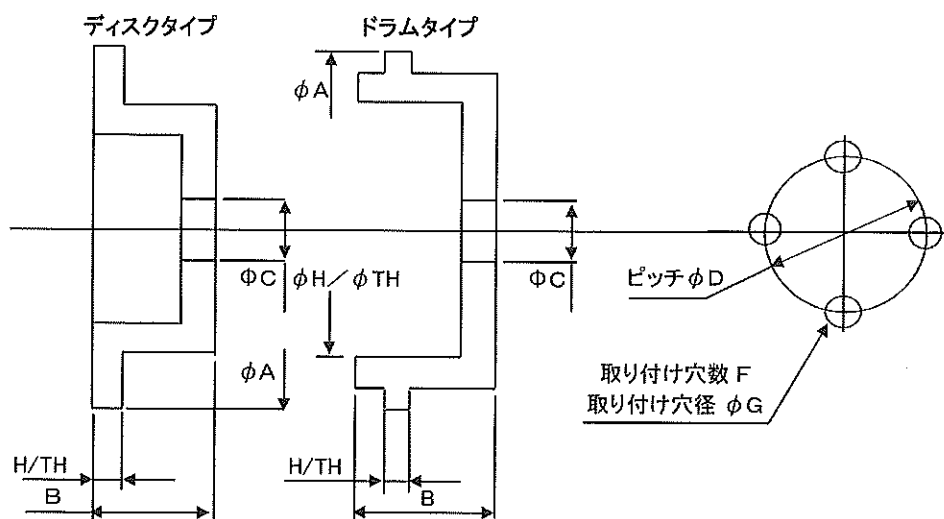 ディスクタイプ
ドラムタイプ
φA
ΦC
φH/φTH
ΦC
ピッチφD
φA
取り付け穴数 F
取り付け穴径 φG
H/TH
B
H/TH
B